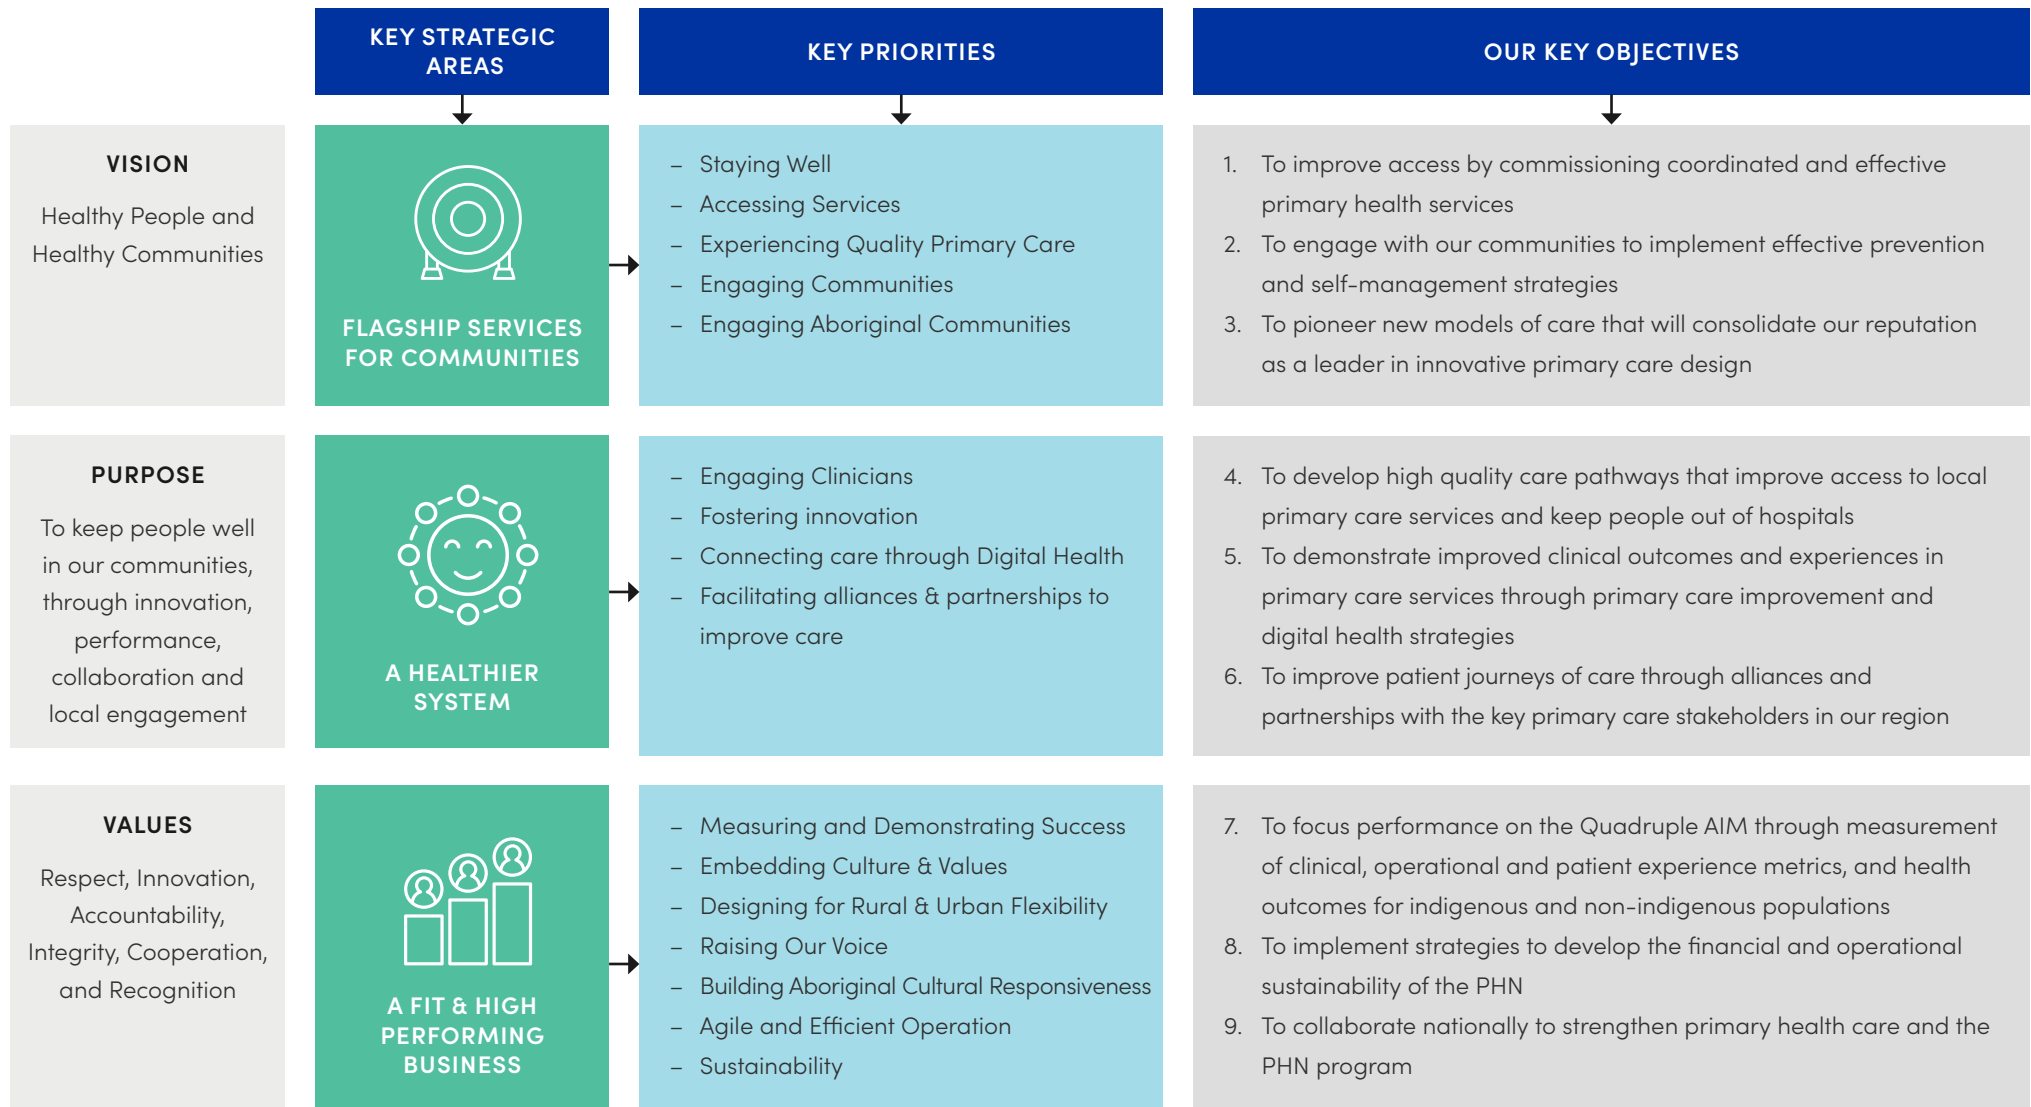 KEY STRATEGIC
AREAS
KEY PRIORITIES
OUR KEY OBJECTIVES
VISION
Healthy People and
Healthy Communities
FLAGSHIP SERVICES
FOR COMMUNITIES
– Staying Well
– Accessing Services
– Experiencing Quality Primary Care
– Engaging Communities
– Engaging Aboriginal Communities
1. To improve access by commissioning coordinated and effective
primary health services
2. To engage with our communities to implement effective prevention
and self-management strategies
3. To pioneer new models of care that will consolidate our reputation
as a leader in innovative primary care design
PURPOSE
To keep people well
in our communities,
through innovation,
performance,
collaboration and
local engagement
A HEALTHIER
SYSTEM
– Engaging Clinicians
– Fostering innovation
– Connecting care through Digital Health
– Facilitating alliances & partnerships to
improve care
4. To develop high quality care pathways that improve access to local
primary care services and keep people out of hospitals
5. To demonstrate improved clinical outcomes and experiences in
primary care services through primary care improvement and
digital health strategies
6. To improve patient journeys of care through alliances and
partnerships with the key primary care stakeholders in our region
VALUES
Respect, Innovation,
Accountability,
Integrity, Cooperation,
and Recognition
A FIT & HIGH
PERFORMING
BUSINESS
– Measuring and Demonstrating Success
– Embedding Culture & Values
– Designing for Rural & Urban Flexibility
– Raising Our Voice
– Building Aboriginal Cultural Responsiveness
– Agile and Efficient Operation
– Sustainability
7. To focus performance on the Quadruple AIM through measurement
of clinical, operational and patient experience metrics, and health
outcomes for indigenous and non-indigenous populations
8. To implement strategies to develop the financial and operational
sustainability of the PHN
9. To collaborate nationally to strengthen primary health care and the
PHN program